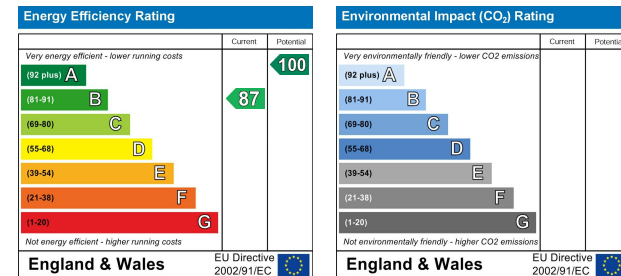 Energy Efficiency Rating
Current Potential
Very energy efficient - lower running costs
(92 plus) A
100
(81-91) B
87
(69-80) C
(55-68) D
(39-54) E
(21-38) F
(1-20) G
Not energy efficient - higher running costs
England & Wales
EU Directive
2002/91/EC
Environmental Impact (CO₂) Rating
Current Potentia
Very environmentally friendly - lower CO2 emissions
(92 plus) A
(81-91) B
(69-80) C
(55-68) D
(39-54) E
(21-38) F
(1-20) G
Not environmentally friendly - higher CO2 emissions
England & Wales
EU Directive
2002/91/EC